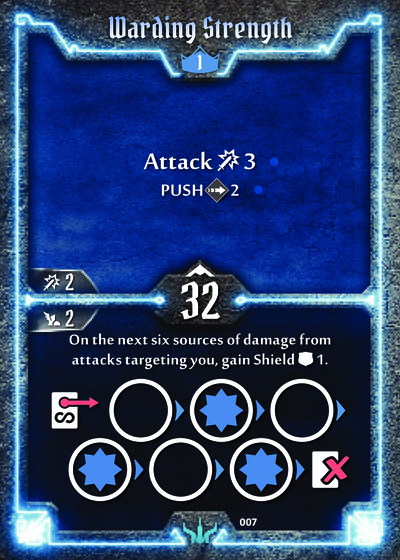 Warding Strength
1
Attack 3
PUSH 2
2
32
2
On the next six sources of damage from
attacks targeting you, gain Shield 1.
007